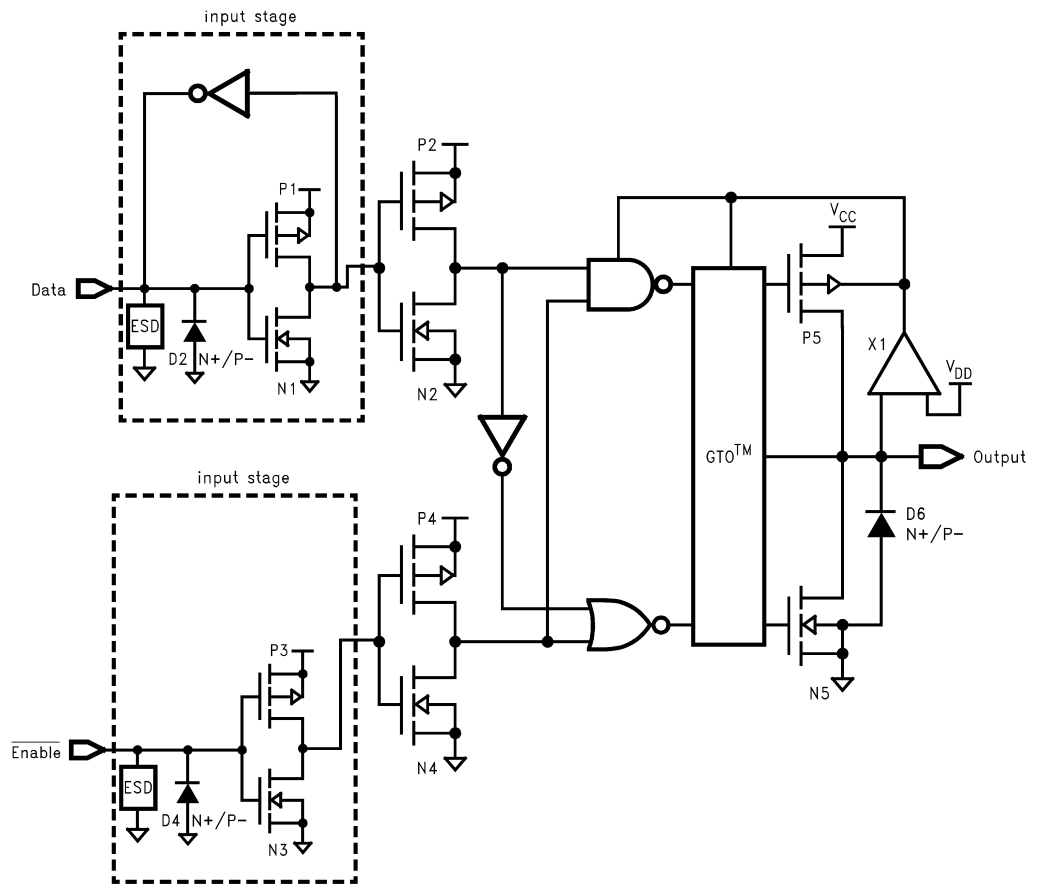 input stage
P1
P2
Data
ESD
D2 N+/P-
N1
N2
VCC
P5
X1
VDD
GTO™
Output
D6
N+/P-
N5
input stage
P3
P4
Enable
ESD
D4 N+/P-
N3
N4